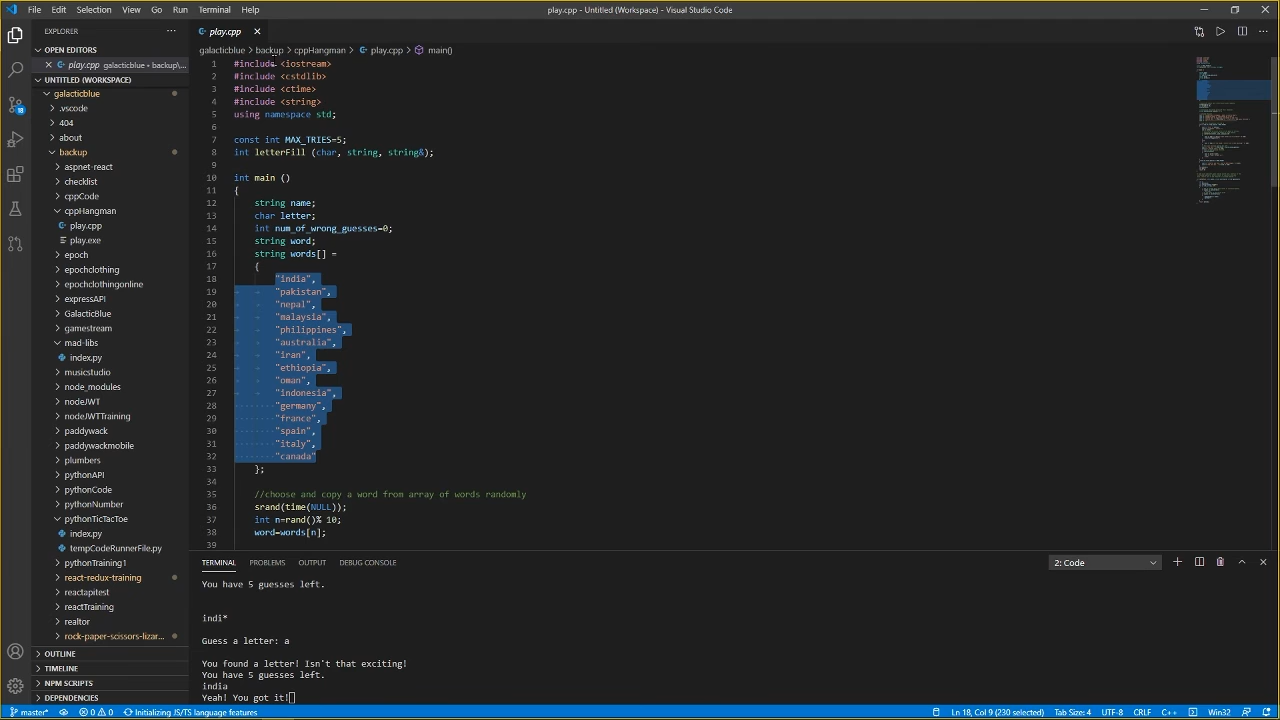 File Edit Selection View Go Run Terminal Help
play.cpp - Untitled (Workspace) - Visual Studio Code
EXPLORER
OPEN EDITORS
play.cpp galacticblue • backup\...
UNTITLED (WORKSPACE)
galacticblue
.vscode
404
about
backup
aspnet-react
checklist
cppCode
cppHangman
play.cpp
play.exe
epoch
epochclothing
epochclothingonline
expressAPI
GalacticBlue
gamestream
mad-libs
index.py
musicstudio
node_modules
nodeJWT
nodeJWTTraining
paddywack
paddywackmobile
plumbers
pythonAPI
pythonCode
pythonNumber
pythonTicTacToe
index.py
tempCodeRunnerFile.py
pythonTraining1
react-redux-training
reactapitest
reactTraining
realtor
rock-paper-scissors-lizar...
OUTLINE
TIMELINE
NPM SCRIPTS
DEPENDENCIES
18
play.cpp
galacticblue > backup > cppHangman > play.cpp > main()
1 #include <iostream>
2 #include <cstdlib>
3 #include <ctime>
4 #include <string>
5 using namespace std;
6
7 const int MAX_TRIES=5;
8 int letterFill (char, string, string&);
9
10 int main ()
11 {
12 string name;
13 char letter;
14 int num_of_wrong_guesses=0;
15 string word;
16 string words[] =
17 {
18 "india",
19 "pakistan",
20 "nepal",
21 "malaysia",
22 "philippines",
23 "australia",
24 "iran",
25 "ethiopia",
26 "oman",
27 "indonesia",
28 "germany",
29 "france",
30 "spain",
31 "italy",
32 "canada"
33 };
34
35 //choose and copy a word from array of words randomly
36 srand(time(NULL));
37 int n=rand()% 10;
38 word=words[n];
39
TERMINAL PROBLEMS OUTPUT DEBUG CONSOLE
2: Code
You have 5 guesses left.
indi*
Guess a letter: a
You found a letter! Isn't that exciting!
You have 5 guesses left.
india
Yeah! You got it!
master* 0 0 Initializing JS/TS language features
Ln 18, Col 9 (230 selected) Tab Size: 4 UTF-8 CRLF C++ Win32